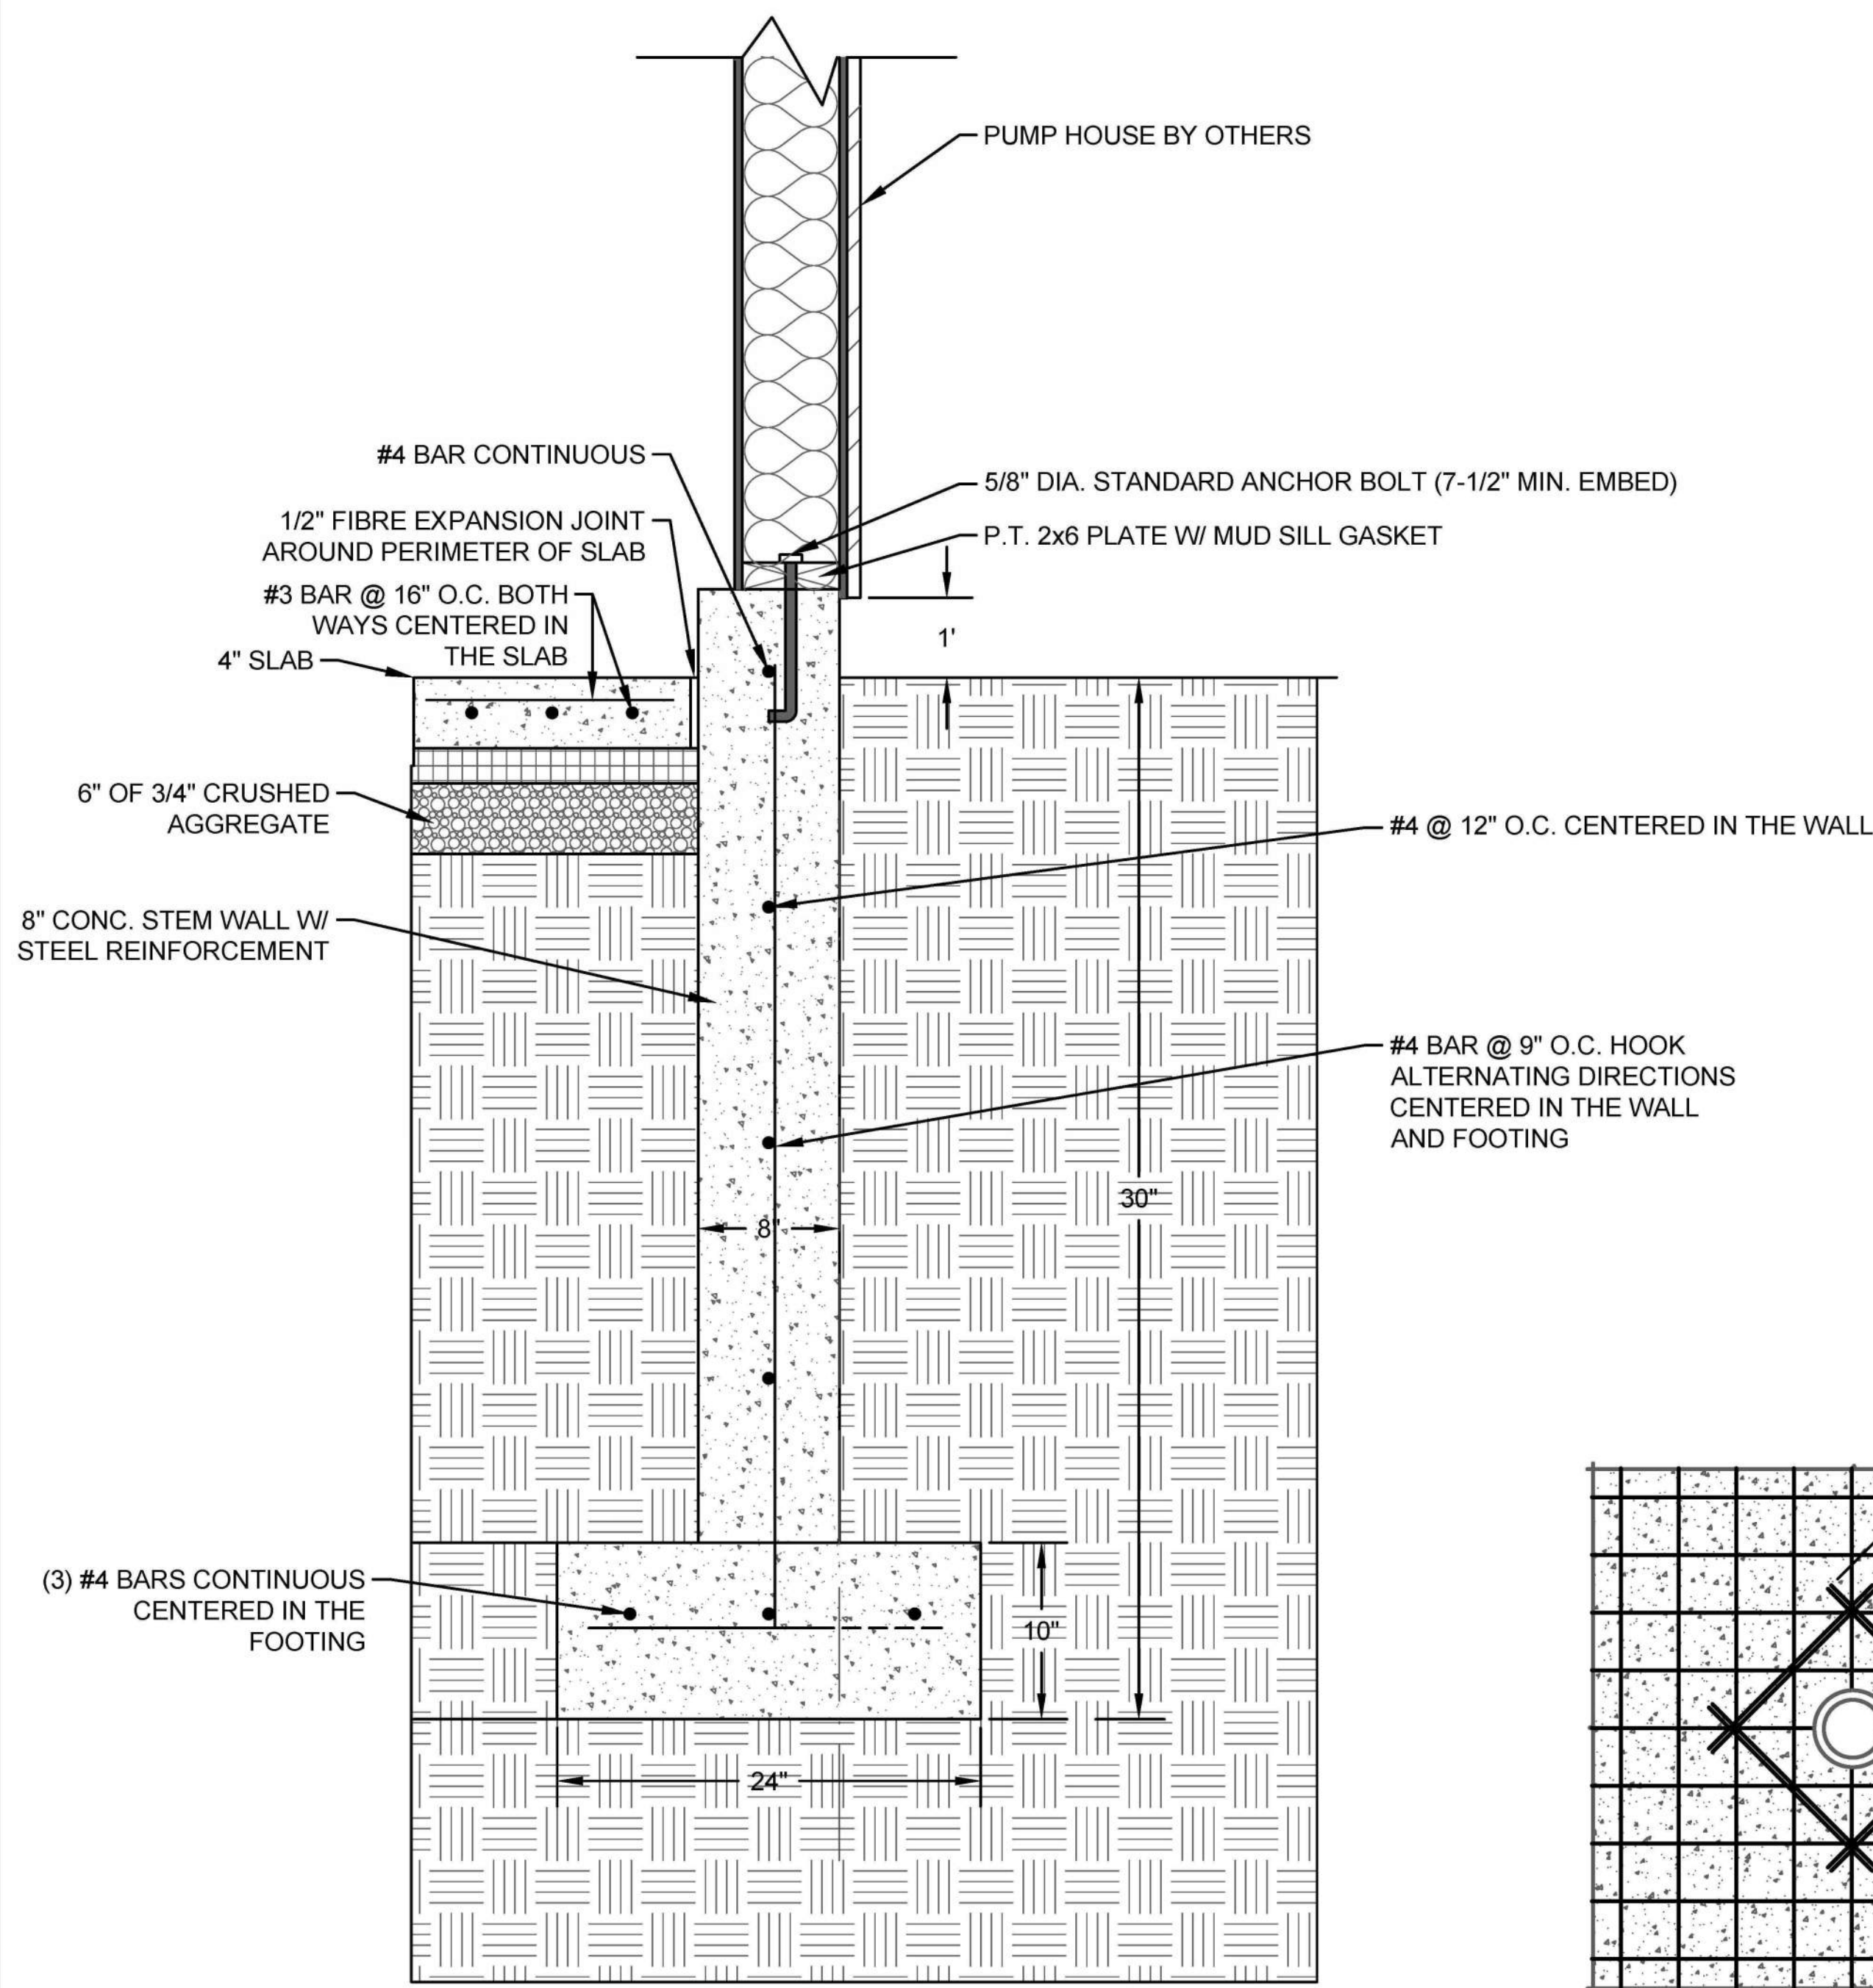 PUMP HOUSE BY OTHERS
#4 BAR CONTINUOUS
5/8" DIA. STANDARD ANCHOR BOLT (7-1/2" MIN. EMBED)
1/2" FIBRE EXPANSION JOINT
AROUND PERIMETER OF SLAB
P.T. 2x6 PLATE W/ MUD SILL GASKET
#3 BAR @ 16" O.C. BOTH
WAYS CENTERED IN
THE SLAB
1'
4" SLAB
6" OF 3/4" CRUSHED
AGGREGATE
#4 @ 12" O.C. CENTERED IN THE WALL
8" CONC. STEM WALL W/
STEEL REINFORCEMENT
#4 BAR @ 9" O.C. HOOK
ALTERNATING DIRECTIONS
CENTERED IN THE WALL
AND FOOTING
30"
8"
(3) #4 BARS CONTINUOUS
CENTERED IN THE
FOOTING
10"
24"